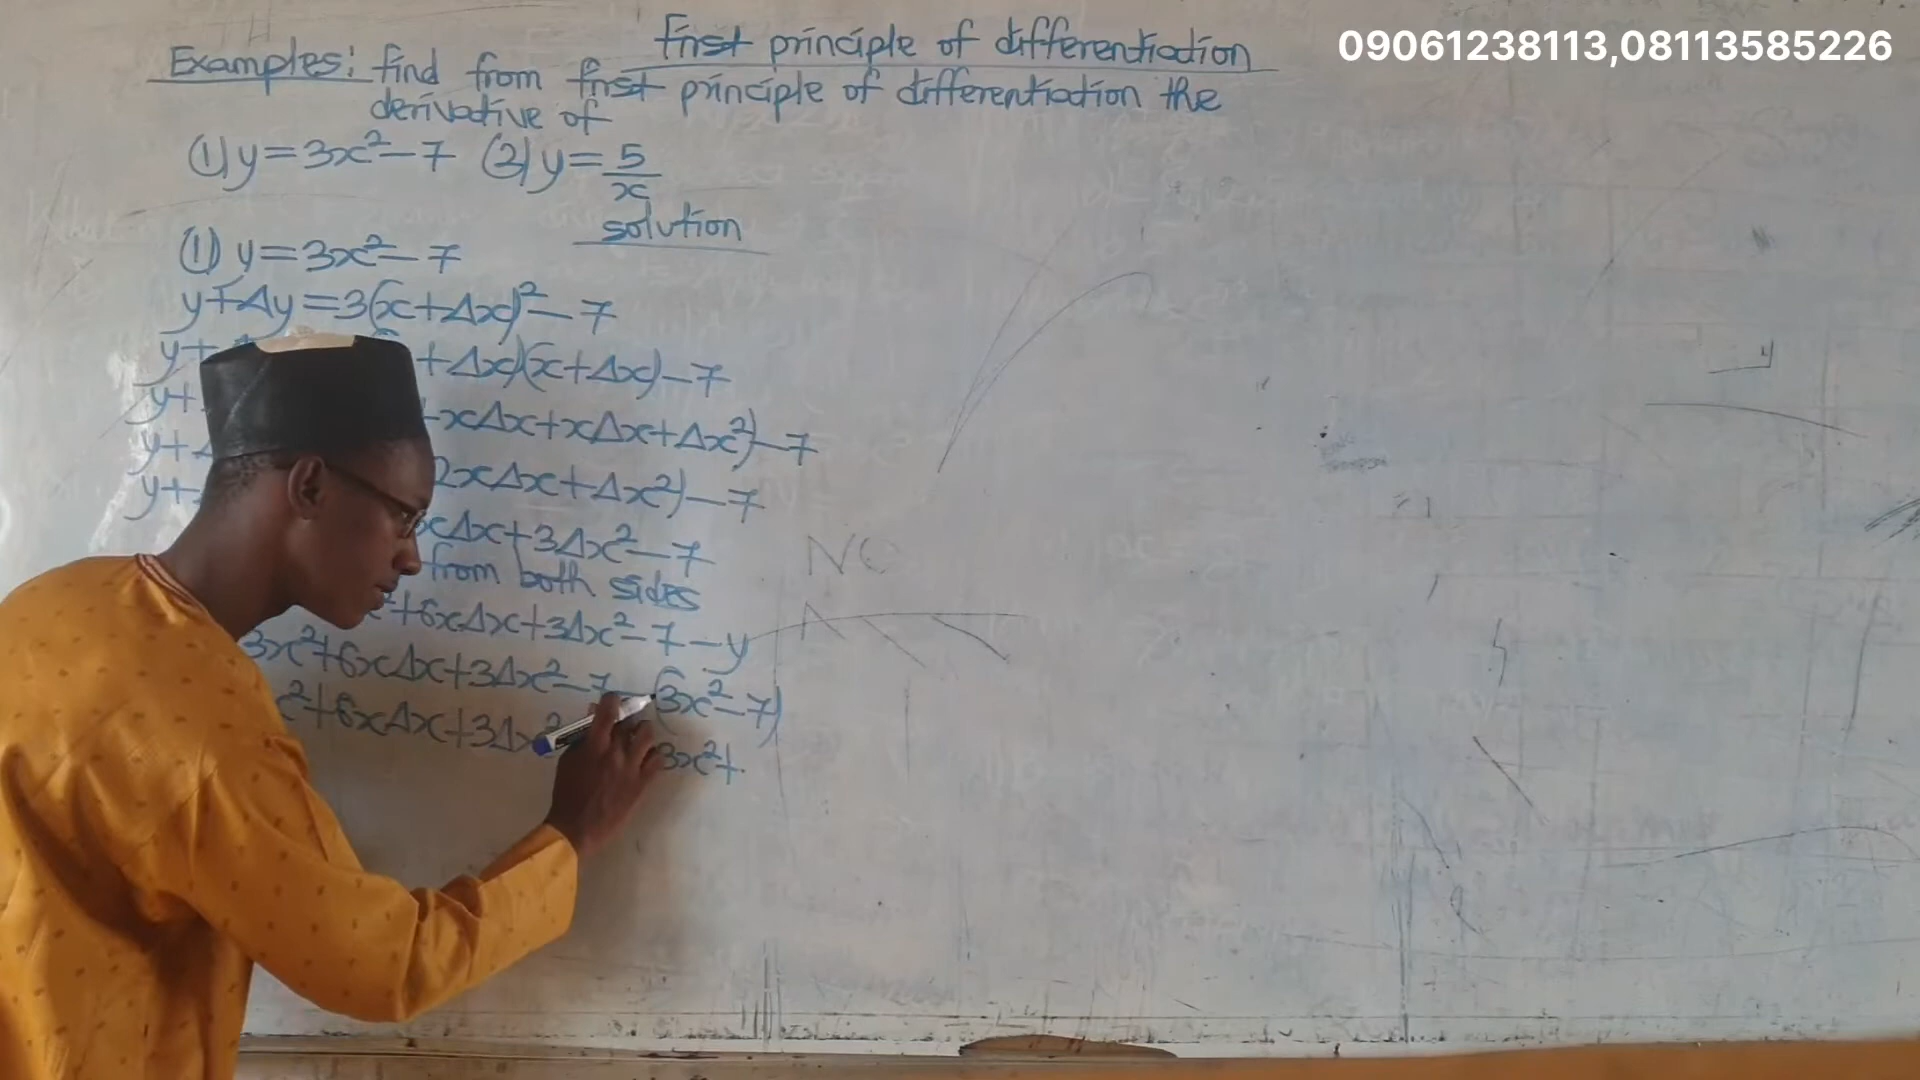 First principle of differentiation
09061238113,08113585226
Examples: find from first principle of differentiation the
derivative of
(1) y=3x²-7 (2) y=5/x
solution
(1) y=3x²-7
y+Δy=3(x+Δx)²-7
y+ +Δx)(x+Δx)-7
y+ +xΔx+xΔx+Δx²)-7
y+ 2xΔx+Δx²)-7
y+ xΔx+3Δx²-7
from both sides
²+6xΔx+3Δx²-7-y
3x²+6xΔx+3Δx²-7-(3x²-7)
x²+6xΔx+3Δx² 3x²+
NO